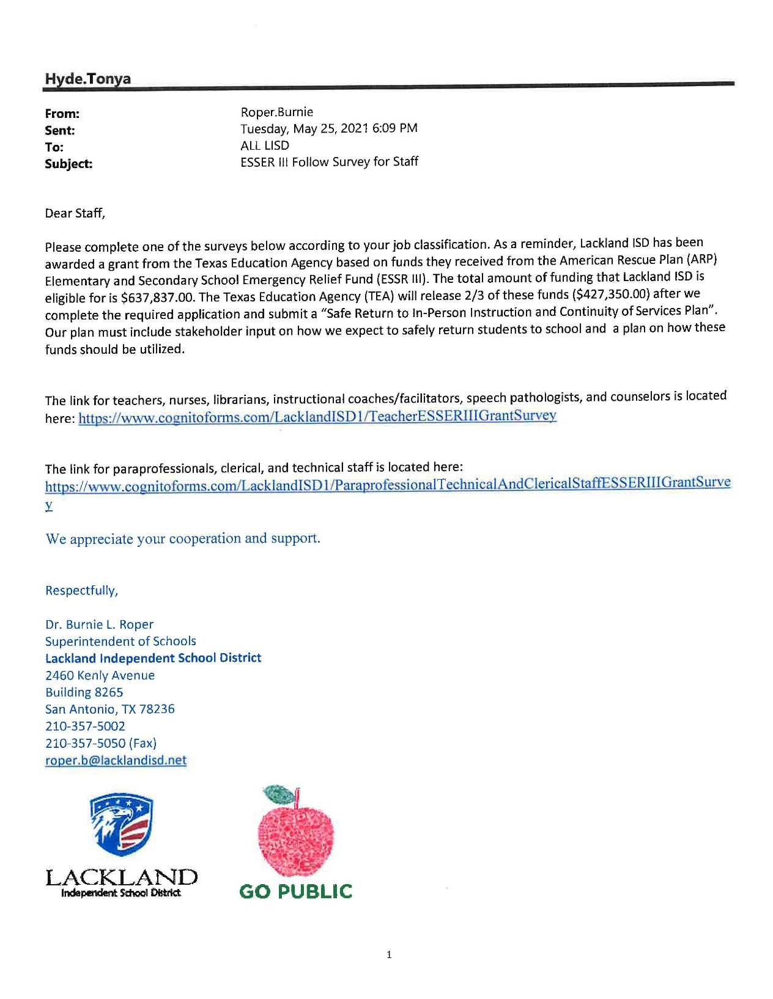 Hyde.Tonya
From: Roper.Burnie
Sent: Tuesday, May 25, 2021 6:09 PM
To: ALL LISD
Subject: ESSER III Follow Survey for Staff
Dear Staff,
Please complete one of the surveys below according to your job classification. As a reminder, Lackland ISD has been
awarded a grant from the Texas Education Agency based on funds they received from the American Rescue Plan (ARP)
Elementary and Secondary School Emergency Relief Fund (ESSR III). The total amount of funding that Lackland ISD is
eligible for is $637,837.00. The Texas Education Agency (TEA) will release 2/3 of these funds ($427,350.00) after we
complete the required application and submit a “Safe Return to In-Person Instruction and Continuity of Services Plan”.
Our plan must include stakeholder input on how we expect to safely return students to school and a plan on how these
funds should be utilized.
The link for teachers, nurses, librarians, instructional coaches/facilitators, speech pathologists, and counselors is located
here: https://www.cognitoforms.com/LacklandISD1/TeacherESSERIIIGrantSurvey
The link for paraprofessionals, clerical, and technical staff is located here:
https://www.cognitoforms.com/LacklandISD1/ParaprofessionalTechnicalAndClericalStaffESSERIIIGrantSurve
y
We appreciate your cooperation and support.
Respectfully,
Dr. Burnie L. Roper
Superintendent of Schools
Lackland Independent School District
2460 Kenly Avenue
Building 8265
San Antonio, TX 78236
210-357-5002
210-357-5050 (Fax)
roper.b@lacklandisd.net
LACKLAND
Independent School District
GO PUBLIC
1